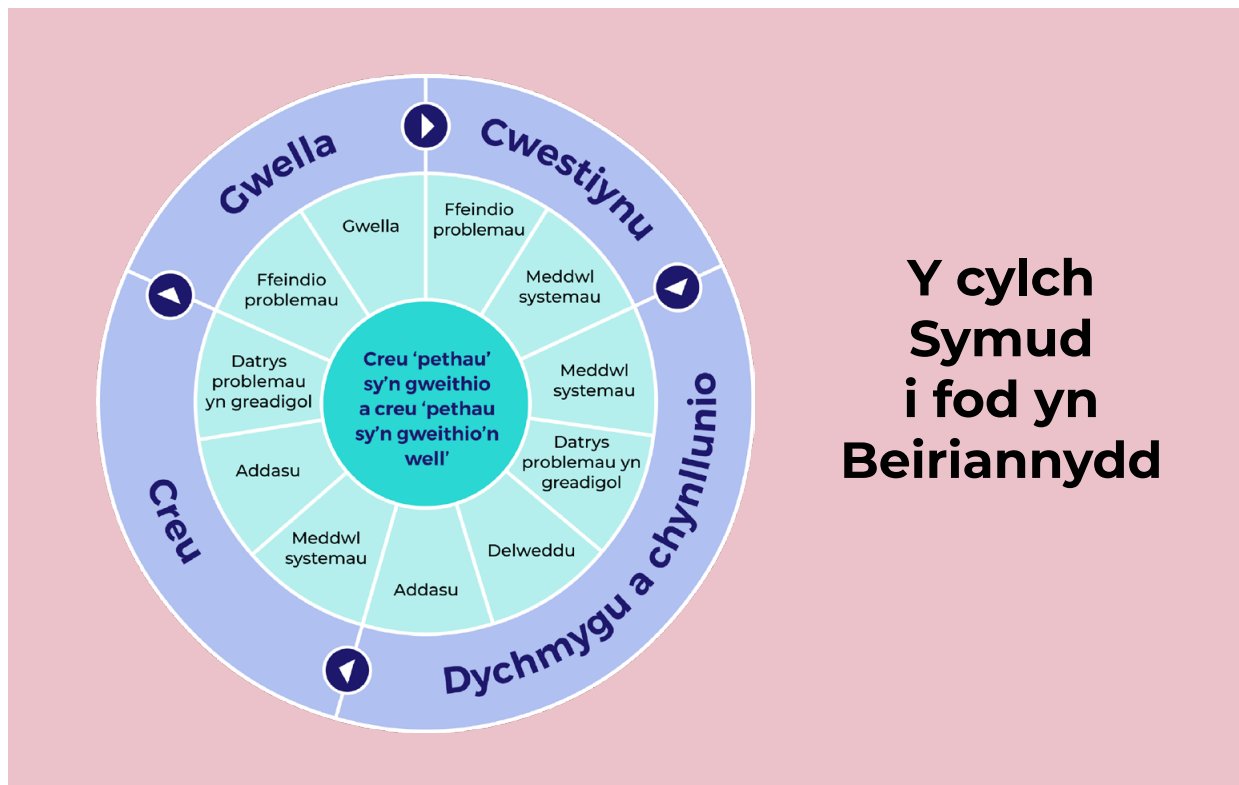 Gwella
Cwestiynu
Dychmygu a chynllunio
Creu
Ffeindio
problemau
Meddwl
systemau
Meddwl
systemau
Datrys
problemau yn
greadigol
Delweddu
Addasu
Meddwl
systemau
Addasu
Datrys
problemau
yn greadigol
Ffeindio
problemau
Gwella
Creu ‘pethau’
sy’n gweithio
a creu ‘pethau
sy’n gweithio’n
well’
Y cylch
Symud
i fod yn
Beiriannydd